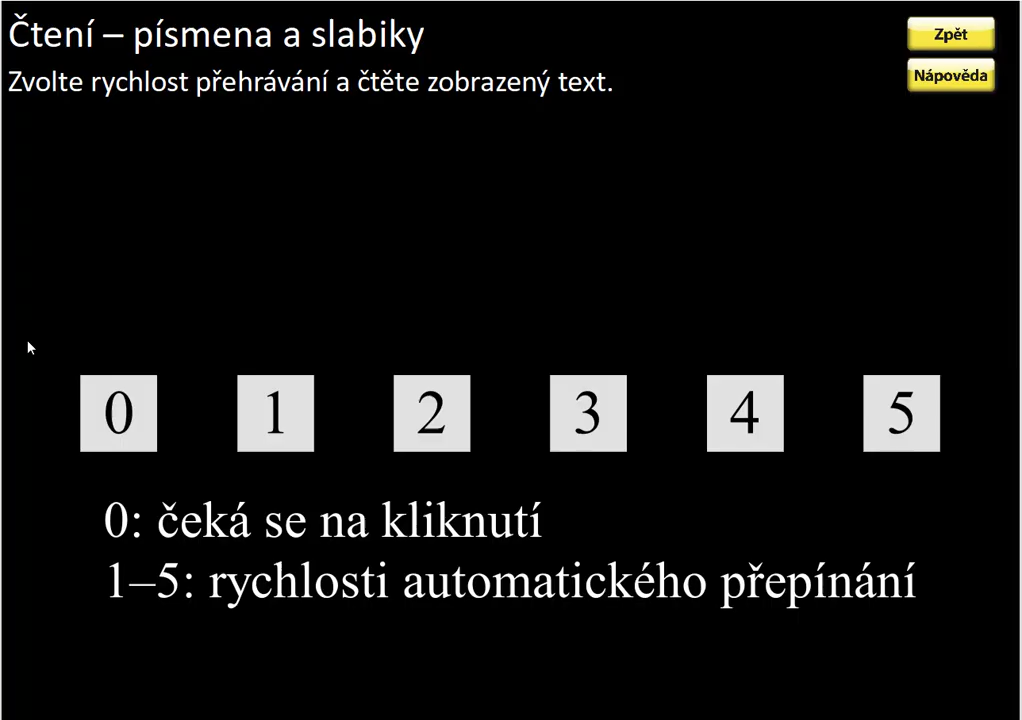 Čtení – písmena a slabiky
Zpět
Zvolte rychlost přehrávání a čtěte zobrazený text.
Nápověda
0 1 2 3 4 5
0: čeká se na kliknutí
1–5: rychlosti automatického přepínání